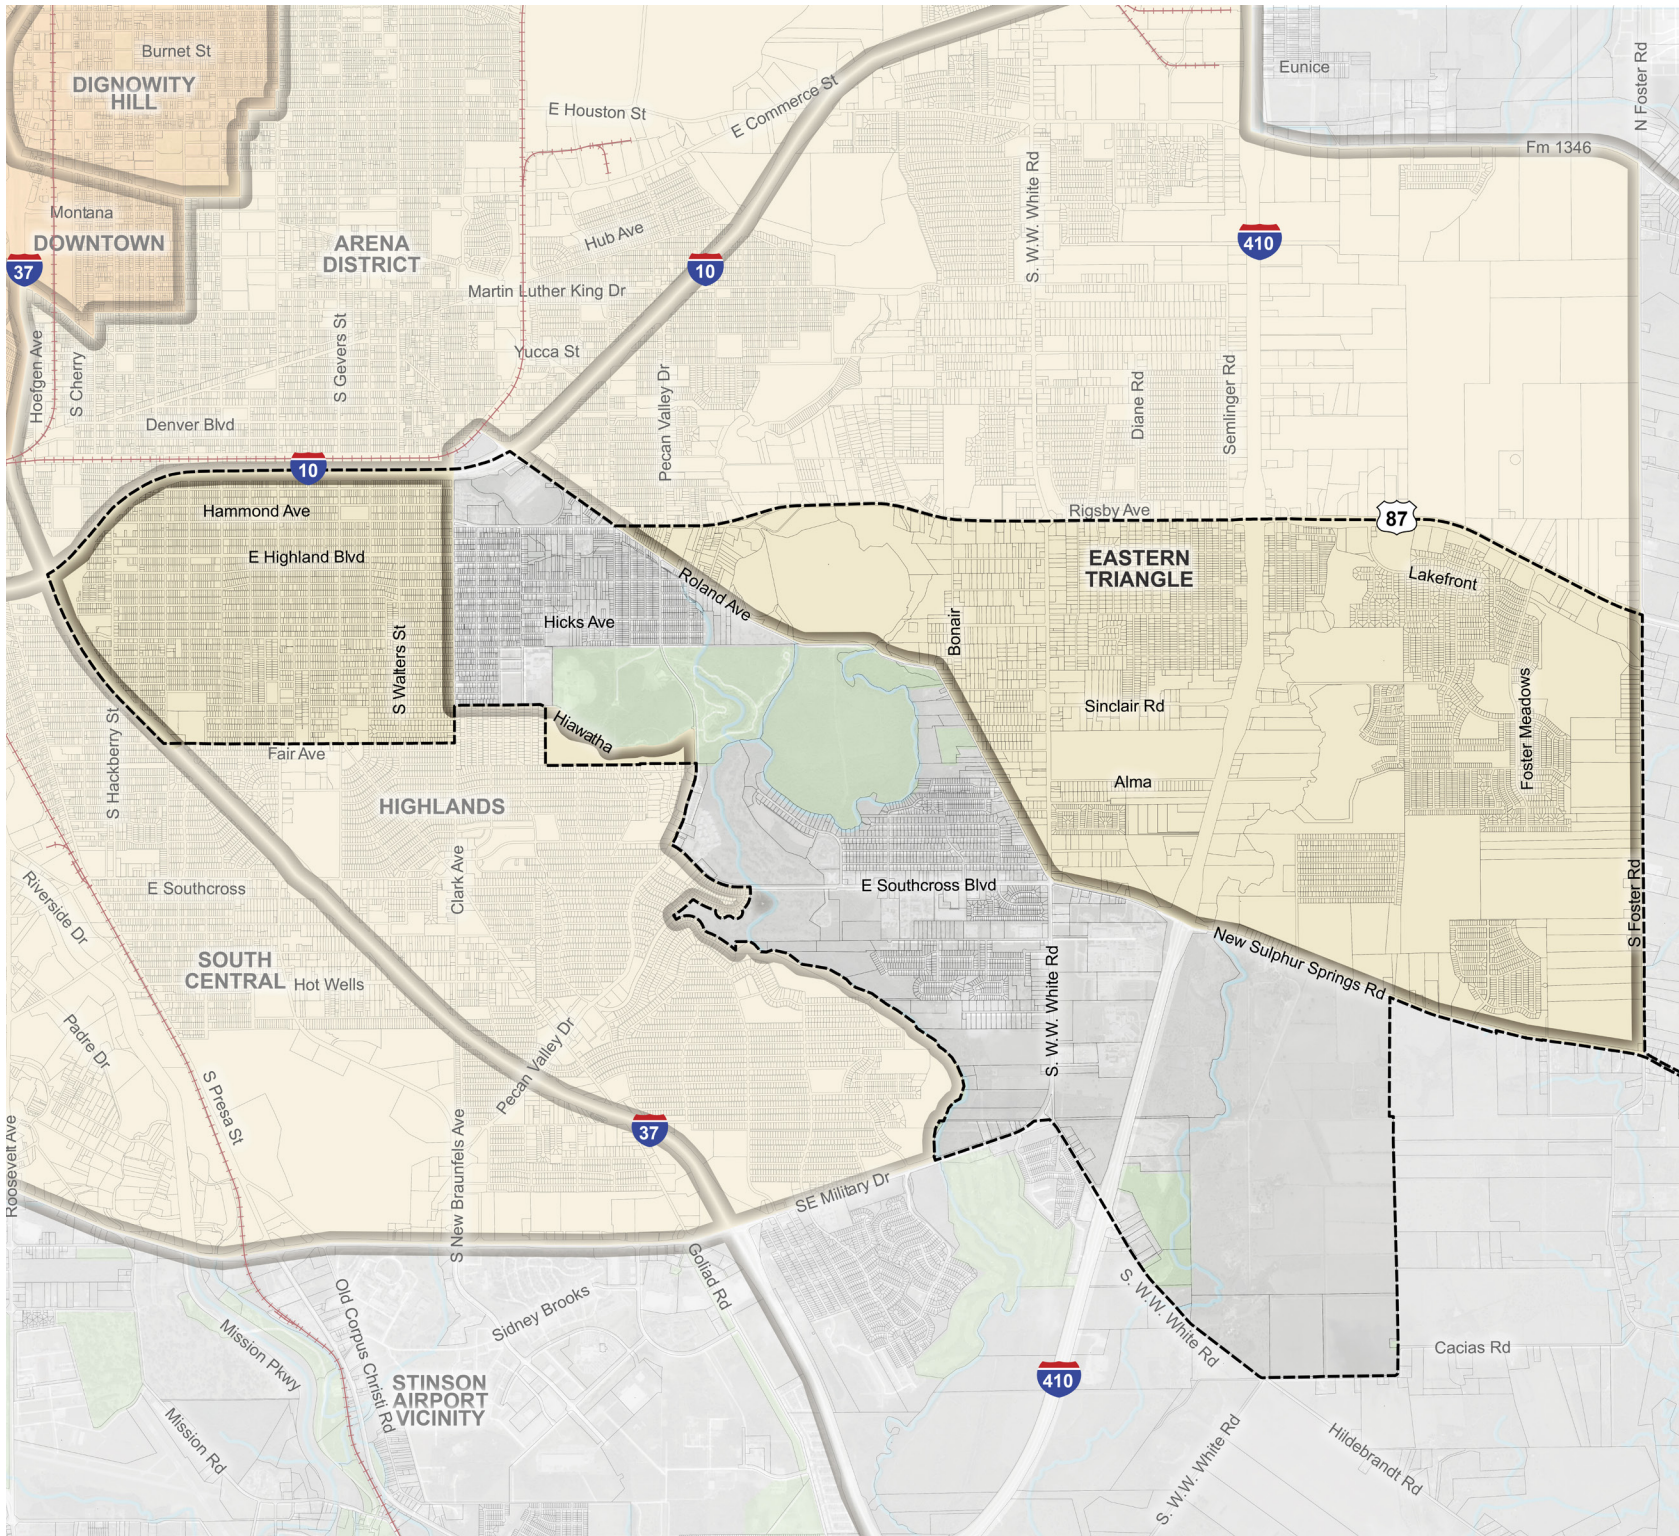 Burnet St
DIGNOWITY
HILL
E Houston St
E Commerce St
Eunice
N Foster Rd
Fm 1346
S. W.W. White Rd
Montana
DOWNTOWN
ARENA
DISTRICT
Hub Ave
410
37
10
Martin Luther King Dr
Hoefgen Ave
S Cherry
S Gevers St
Yucca St
Pecan Valley Dr
Diane Rd
Semlinger Rd
Denver Blvd
10
Hammond Ave
Rigsby Ave
87
E Highland Blvd
EASTERN
TRIANGLE
Lakefront
Roland Ave
Hicks Ave
Bonair
S Walters St
Sinclair Rd
Foster Meadows
Hiawatha
S Hackberry St
Fair Ave
Alma
HIGHLANDS
Clark Ave
E Southcross
E Southcross Blvd
Riverside Dr
S Foster Rd
New Sulphur Springs Rd
SOUTH
CENTRAL
Hot Wells
S. W.W. White Rd
Padre Dr
Pecan Valley Dr
S Presa St
37
Roosevelt Ave
S New Braunfels Ave
SE Military Dr
Goliad Rd
Old Corpus Christi Rd
Sidney Brooks
S. W.W. White Rd
Mission Pkwy
Cacias Rd
410
STINSON
AIRPORT
VICINITY
Mission Rd
S. W.W. White Rd
Hildebrandt Rd